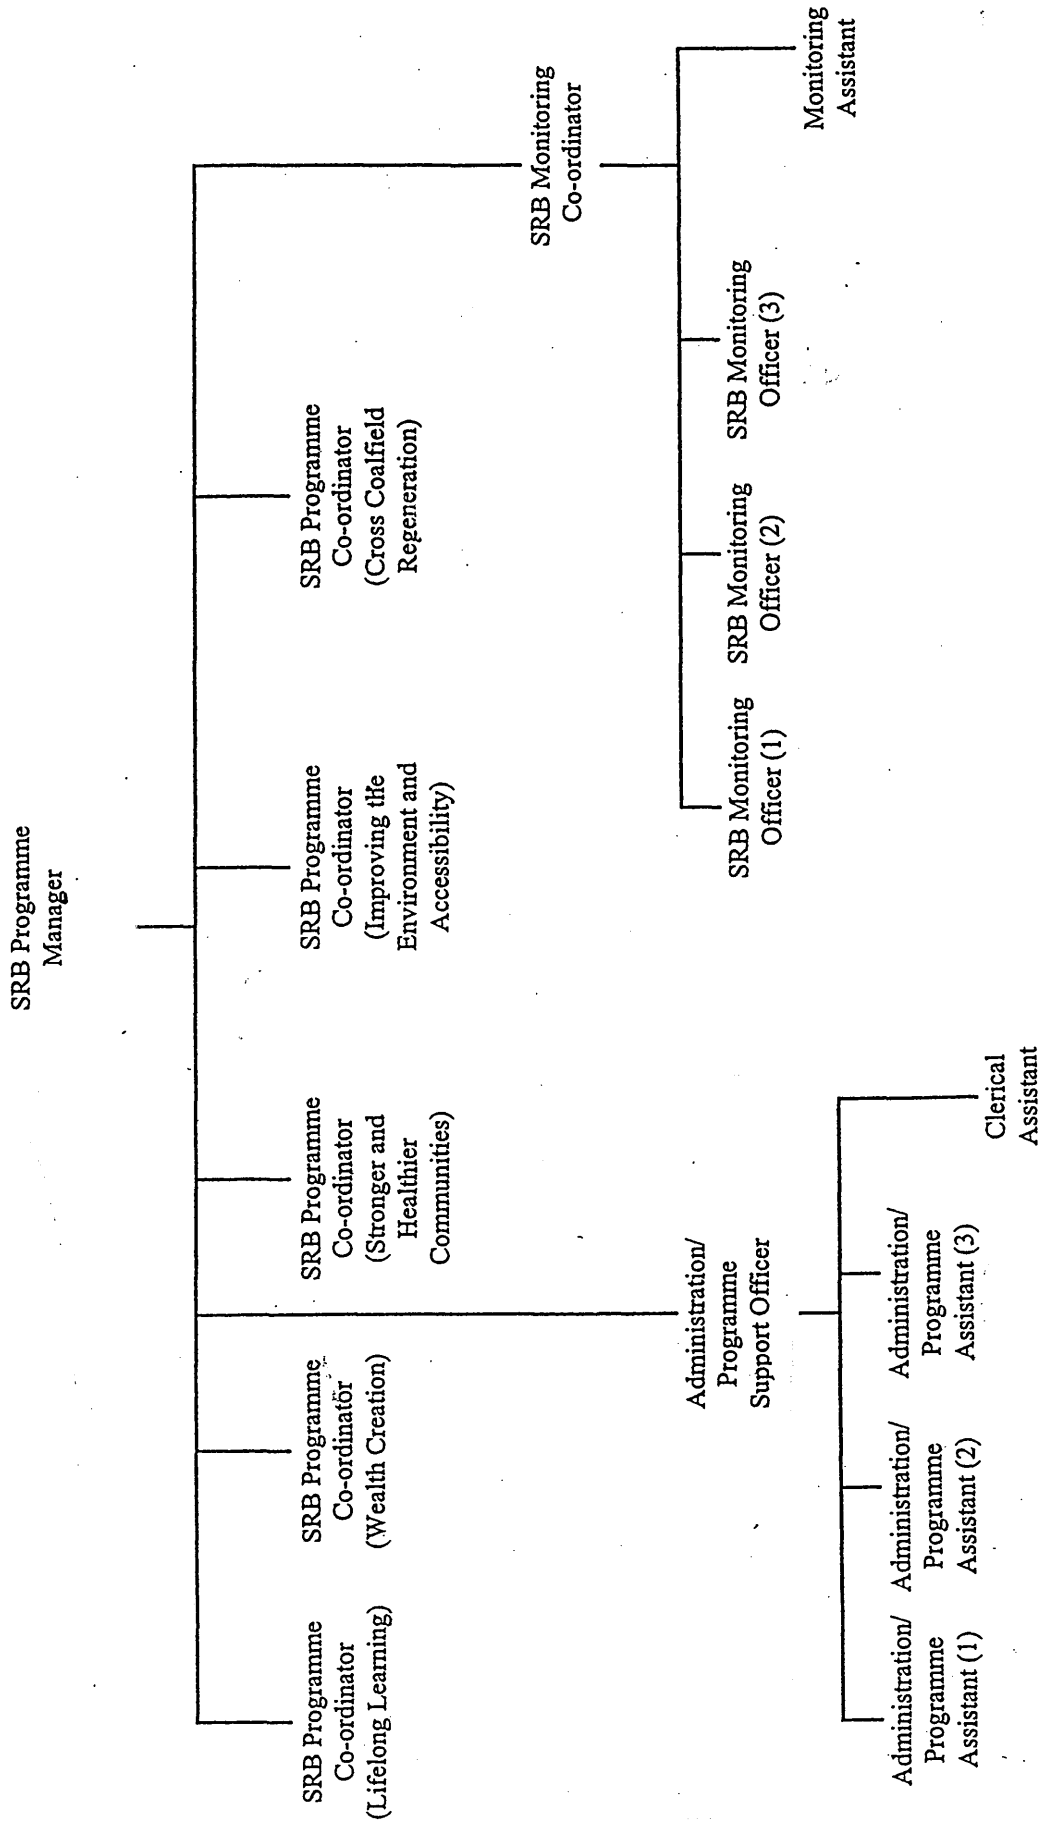 SRB Programme
Manager
SRB Programme
Co-ordinator
(Lifelong Learning)
SRB Programme
Co-ordinator
(Wealth Creation)
SRB Programme
Co-ordinator
(Stronger and
Healthier
Communities)
SRB Programme
Co-ordinator
(Improving the
Environment and
Accessibility)
SRB Programme
Co-ordinator
(Cross Coalfield
Regeneration)
SRB Monitoring
Co-ordinator
Administration/
Programme
Support Officer
SRB Monitoring
Officer (1)
SRB Monitoring
Officer (2)
SRB Monitoring
Officer (3)
Monitoring
Assistant
Administration/
Programme
Assistant (1)
Administration/
Programme
Assistant (2)
Administration/
Programme
Assistant (3)
Clerical
Assistant